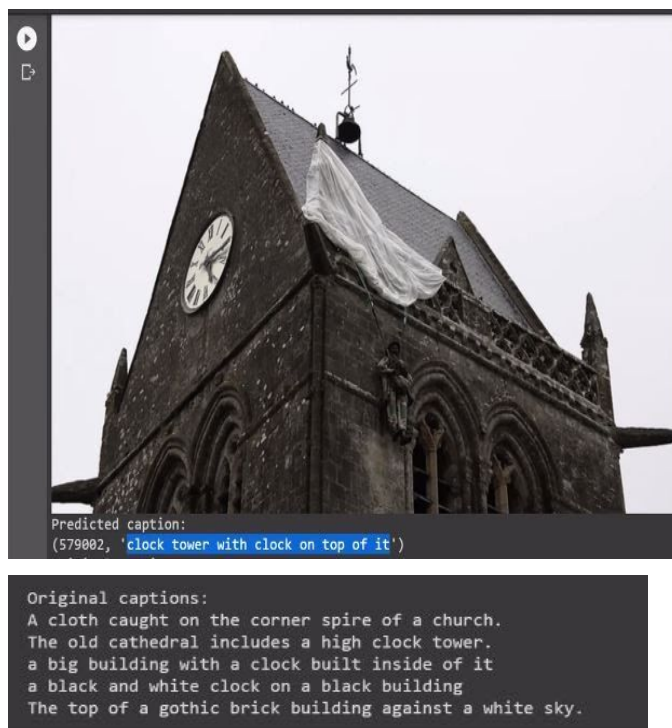 Predicted caption:
(579002, 'clock tower with clock on top of it')
Original captions:
A cloth caught on the corner spire of a church.
The old cathedral includes a high clock tower.
a big building with a clock built inside of it
a black and white clock on a black building
The top of a gothic brick building against a white sky.